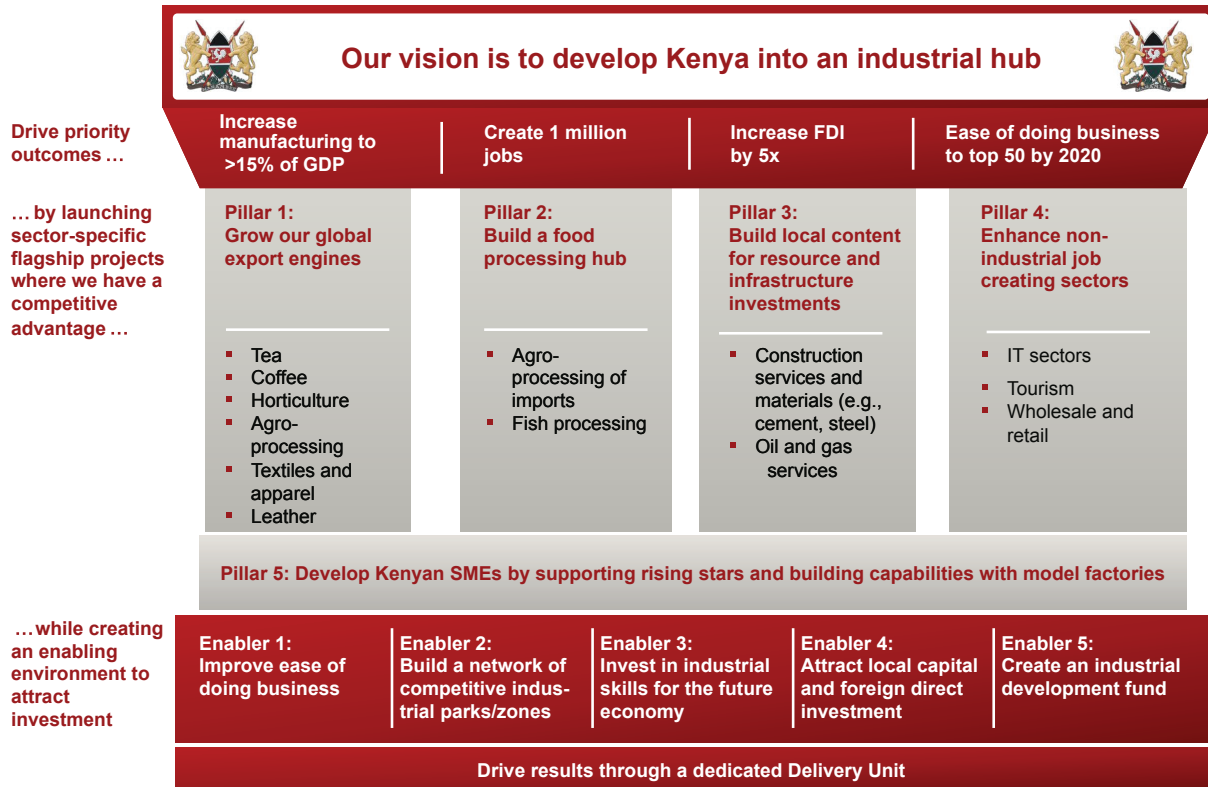 Our vision is to develop Kenya into an industrial hub
Drive priority
outcomes …
Increase
manufacturing to
>15% of GDP
Create 1 million
jobs
Increase FDI
by 5x
Ease of doing business
to top 50 by 2020
… by launching
sector-specific
flagship projects
where we have a
competitive
advantage …
Pillar 1:
Grow our global
export engines
▪ Tea
▪ Coffee
▪ Horticulture
▪ Agro-
processing
▪ Textiles and
apparel
▪ Leather
Pillar 2:
Build a food
processing hub
▪ Agro-
processing of
imports
▪ Fish processing
Pillar 3:
Build local content
for resource and
infrastructure
investments
▪ Construction
services and
materials (e.g.,
cement, steel)
▪ Oil and gas
services
Pillar 4:
Enhance non-
industrial job
creating sectors
▪ IT sectors
▪ Tourism
▪ Wholesale and
retail
Pillar 5: Develop Kenyan SMEs by supporting rising stars and building capabilities with model factories
… while creating
an enabling
environment to
attract
investment
Enabler 1:
Improve ease of
doing business
Enabler 2:
Build a network of
competitive indus-
trial parks/zones
Enabler 3:
Invest in industrial
skills for the future
economy
Enabler 4:
Attract local capital
and foreign direct
investment
Enabler 5:
Create an industrial
development fund
Drive results through a dedicated Delivery Unit